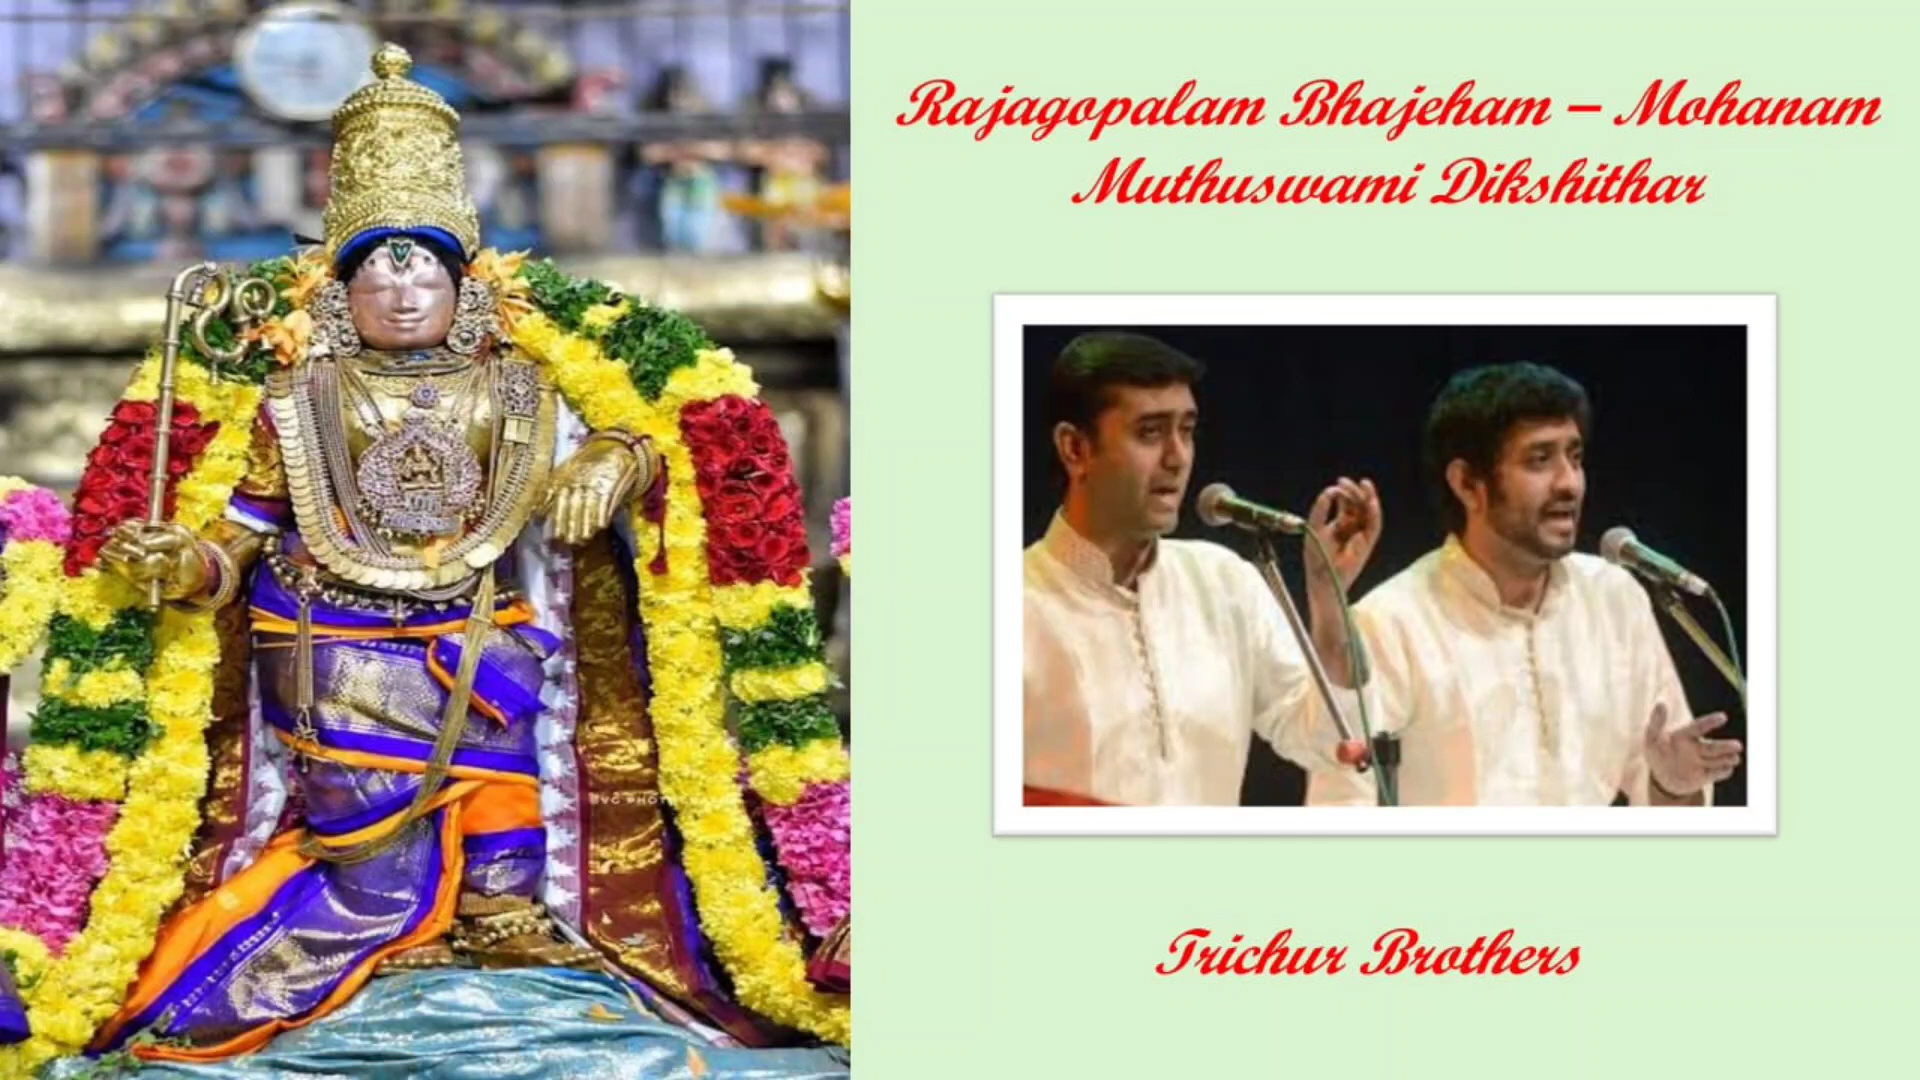 Rajagopalam Bhajeham – Mohanam
Muthuswami Dikshithar
Trichur Brothers